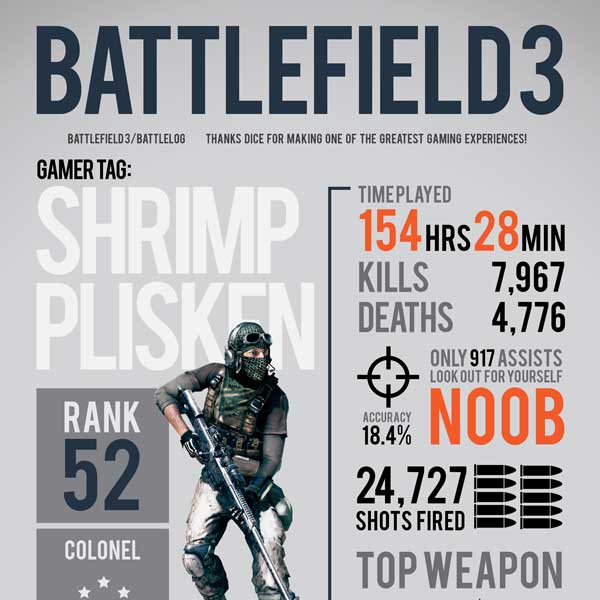 BATTLEFIELD 3
BATTLEFIELD 3/BATTLELOG THANKS DICE FOR MAKING ONE OF THE GREATEST GAMING EXPERIENCES!
GAMER TAG:
SHRIMP
PLISKEN
RANK
52
COLONEL
TIME PLAYED
154 HRS 28 MIN
KILLS 7,967
DEATHS 4,776
ONLY 917 ASSISTS
LOOK OUT FOR YOURSELF
NOOB
ACCURACY
18.4%
24,727
SHOTS FIRED
TOP WEAPON